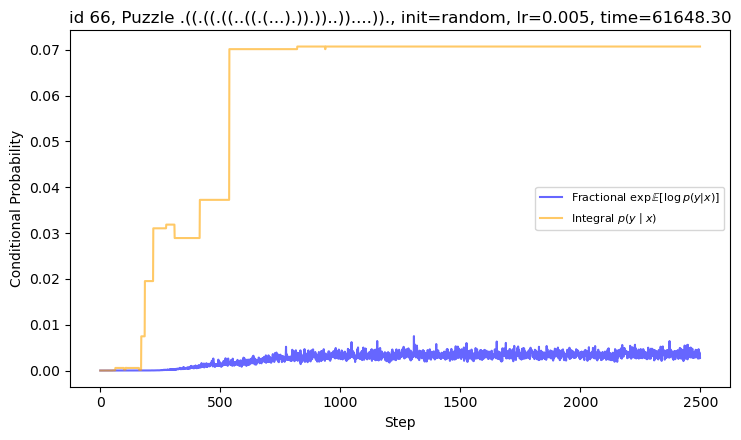 id 66, Puzzle .((.((.((..((.(...).)).))..))....))., init=random, lr=0.005, time=61648.30
Conditional Probability
0.07
0.06
0.05
0.04
0.03
0.02
0.01
0.00
Fractional exp𝔼[log p(y|x)]
Integral p(y | x)
0
500
1000
1500
2000
2500
Step